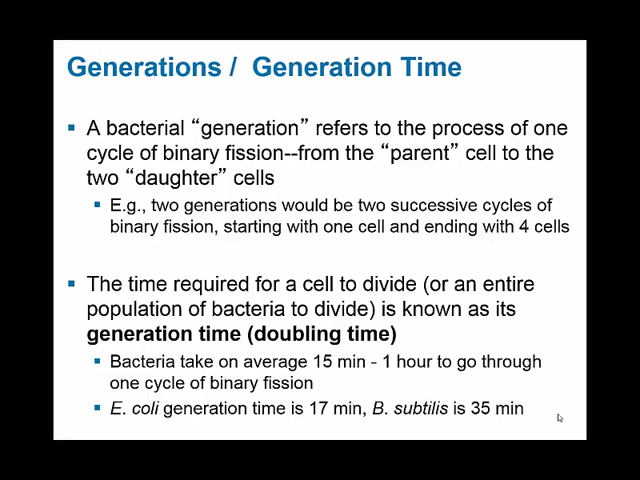 Generations /  Generation Time
▪ A bacterial “generation” refers to the process of one
cycle of binary fission--from the “parent” cell to the
two “daughter” cells
▪ E.g., two generations would be two successive cycles of
binary fission, starting with one cell and ending with 4 cells
▪ The time required for a cell to divide (or an entire
population of bacteria to divide) is known as its
generation time (doubling time)
▪ Bacteria take on average 15 min - 1 hour to go through
one cycle of binary fission
▪ E. coli generation time is 17 min, B. subtilis is 35 min